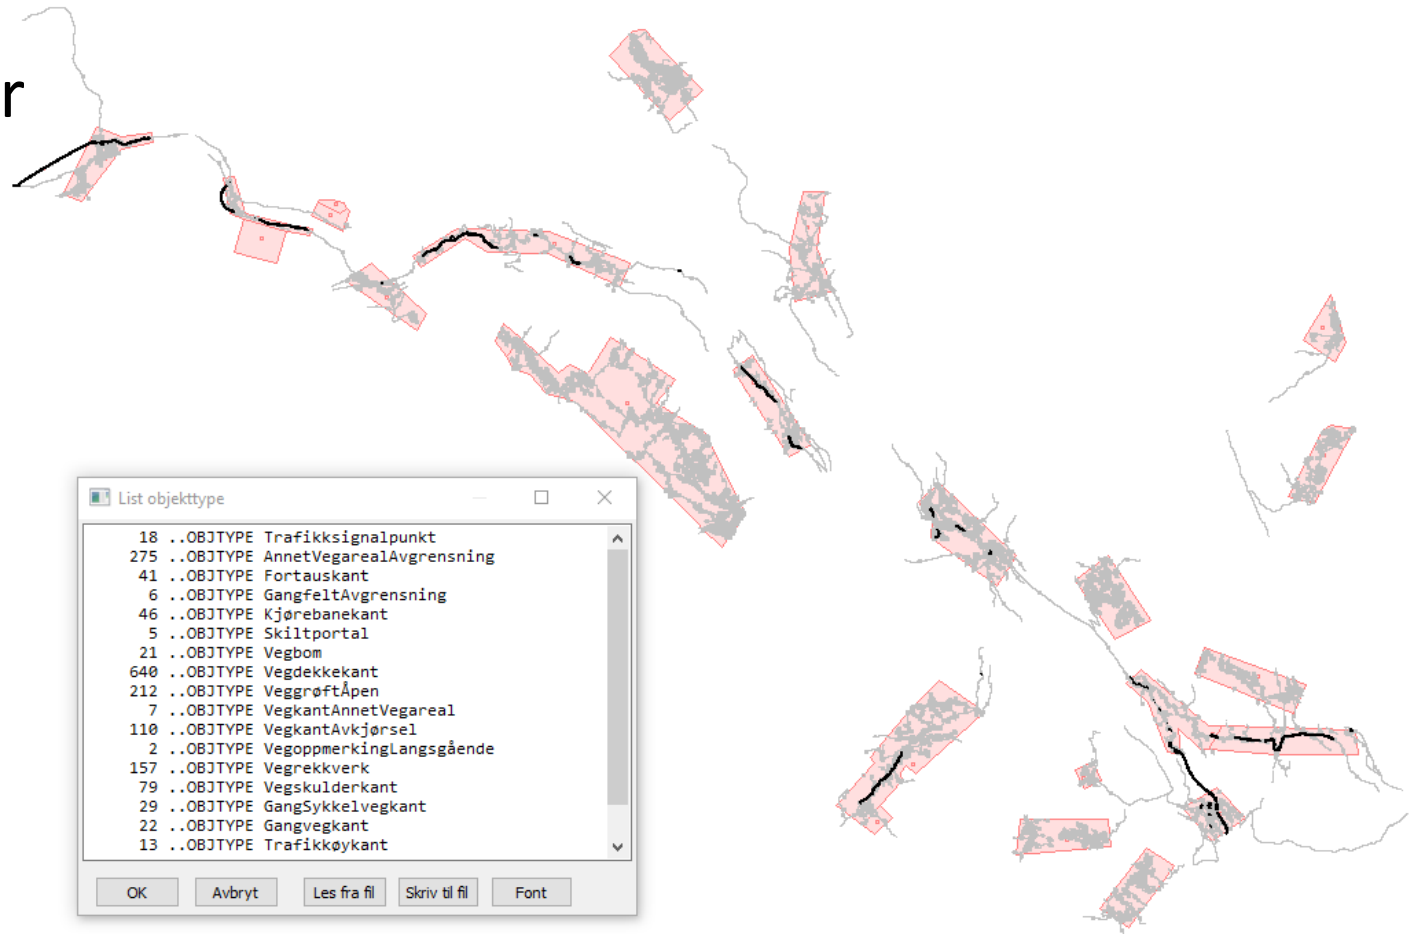 r
List objekttype
18 ..OBJTYPE Trafikksignalpunkt
275 ..OBJTYPE AnnetVegarealAvgrensning
41 ..OBJTYPE Fortauskant
6 ..OBJTYPE GangfeltAvgrensning
46 ..OBJTYPE Kjørebanekant
5 ..OBJTYPE Skiltportal
21 ..OBJTYPE Vegbom
640 ..OBJTYPE Vegdekkekant
212 ..OBJTYPE VeggrøftÅpen
7 ..OBJTYPE VegkantAnnetVegareal
110 ..OBJTYPE VegkantAvkjørsel
2 ..OBJTYPE VegoppmerkingLangsgående
157 ..OBJTYPE Vegrekkverk
79 ..OBJTYPE Vegskulderkant
29 ..OBJTYPE GangSykkelvegkant
22 ..OBJTYPE Gangvegkant
13 ..OBJTYPE Trafikkøykant
OK Avbryt Les fra fil Skriv til fil Font